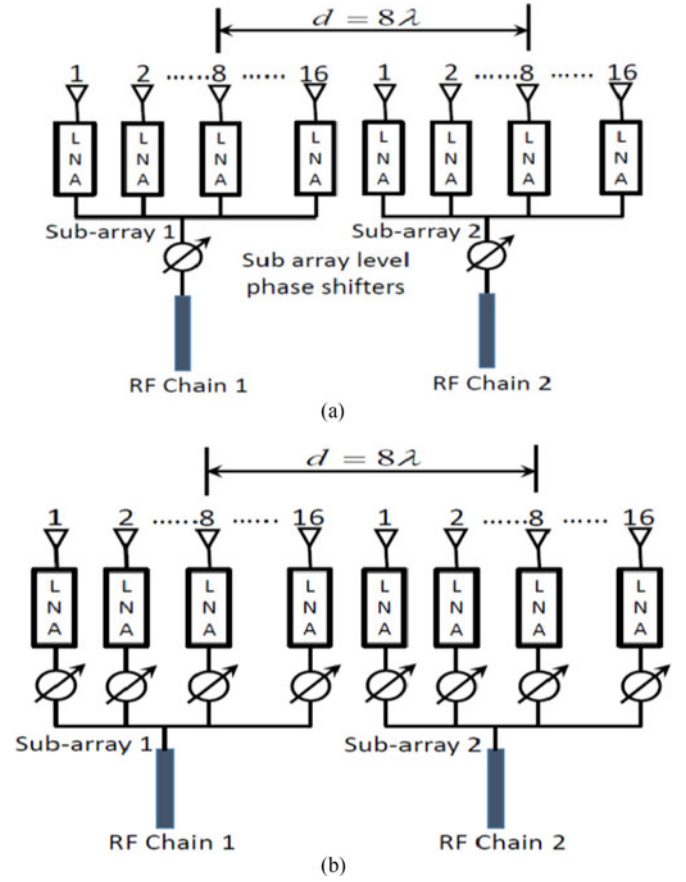 d = 8λ
1 2 ......8 ...... 16 1 2 ......8 ...... 16
L N A L N A L N A L N A L N A L N A L N A L N A
Sub-array 1 Sub-array 2
Sub array level
phase shifters
RF Chain 1 RF Chain 2
(a)
d = 8λ
1 2 ......8 ...... 16 1 2 ......8 ...... 16
L N A L N A L N A L N A L N A L N A L N A L N A
Sub-array 1 Sub-array 2
RF Chain 1 RF Chain 2
(b)